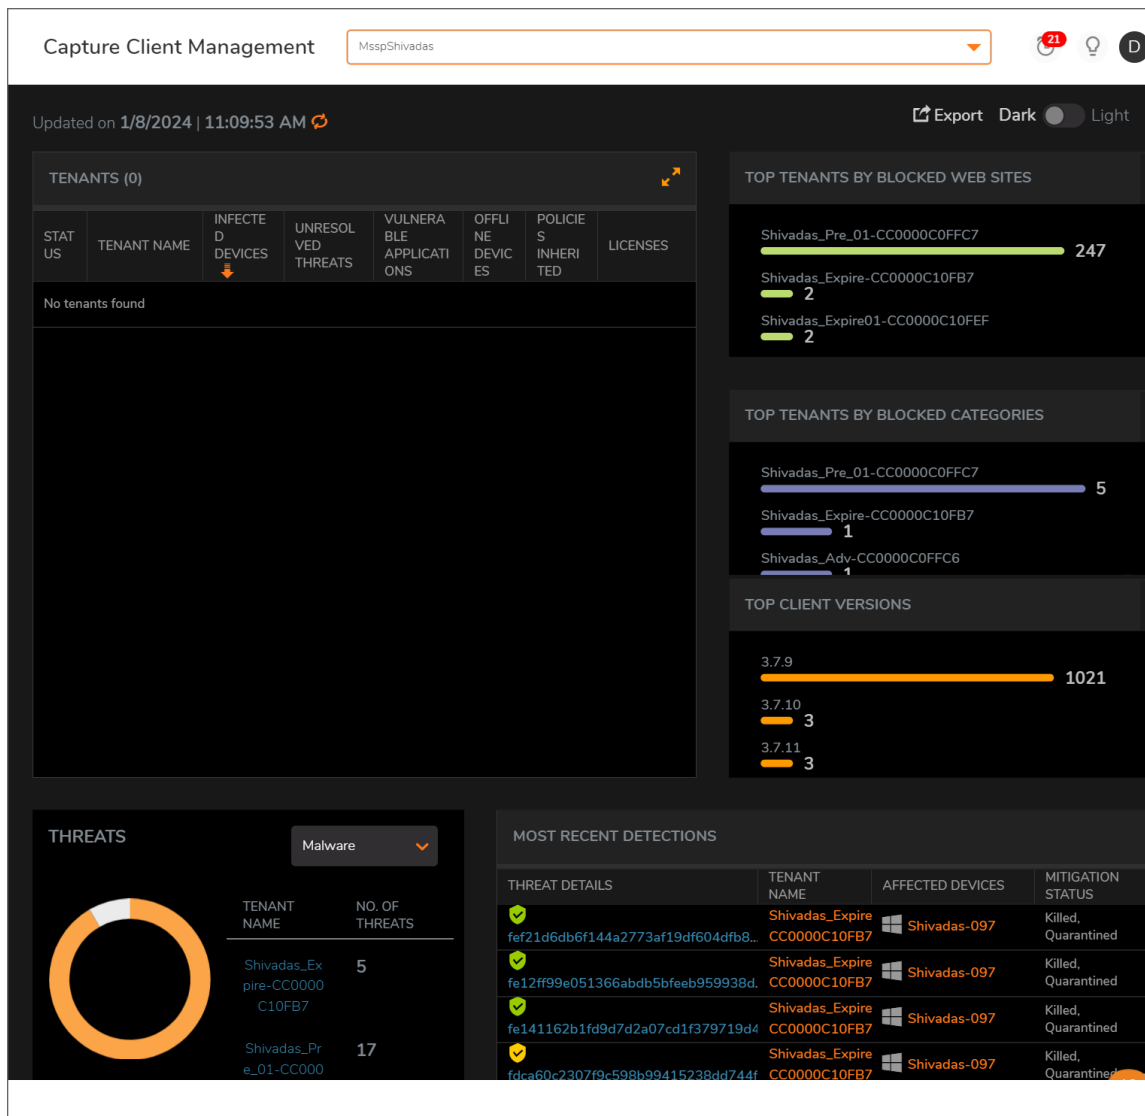 Capture Client Management
MsspShivadas
21
D
Updated on 1/8/2024 | 11:09:53 AM
Export Dark Light
TENANTS (0)
STAT
US
TENANT NAME
INFECTE
D
DEVICES
UNRESOL
VED
THREATS
VULNERA
BLE
APPLICATI
ONS
OFFLI
NE
DEVIC
ES
POLICIE
S
INHERI
TED
LICENSES
No tenants found
TOP TENANTS BY BLOCKED WEB SITES
Shivadas_Pre_01-CC0000C0FFC7
247
Shivadas_Expire-CC0000C10FB7
2
Shivadas_Expire01-CC0000C10FEF
2
TOP TENANTS BY BLOCKED CATEGORIES
Shivadas_Pre_01-CC0000C0FFC7
5
Shivadas_Expire-CC0000C10FB7
1
Shivadas_Adv-CC0000C0FFC6
1
TOP CLIENT VERSIONS
3.7.9
1021
3.7.10
3
3.7.11
3
THREATS
Malware
TENANT
NAME
NO. OF
THREATS
Shivadas_Ex
pire-CC0000
C10FB7
5
Shivadas_Pr
e_01-CC000
17
MOST RECENT DETECTIONS
THREAT DETAILS
TENANT
NAME
AFFECTED DEVICES
MITIGATION
STATUS
fef21d6db6f144a2773af19df604dfb8...
Shivadas_Expire
CC0000C10FB7
Shivadas-097
Killed,
Quarantined
fe12ff99e051366abdb5bfeeb959938d.
Shivadas_Expire
CC0000C10FB7
Shivadas-097
Killed,
Quarantined
fe141162b1fd9d7d2a07cd1f379719d4
Shivadas_Expire
CC0000C10FB7
Shivadas-097
Killed,
Quarantined
fdca60c2307f9c598b99415238dd744f
Shivadas_Expire
CC0000C10FB7
Shivadas-097
Killed,
Quarantined